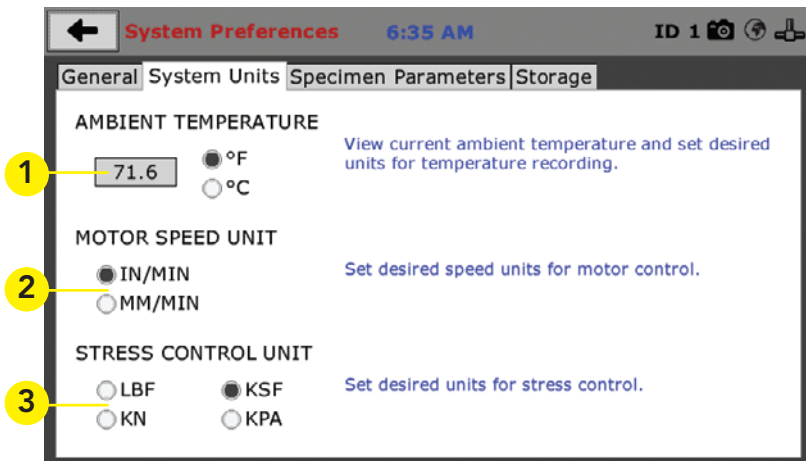 System Preferences 6:35 AM ID 1
General System Units Specimen Parameters Storage
AMBIENT TEMPERATURE
1
71.6
°F
°C
View current ambient temperature and set desired
units for temperature recording.
MOTOR SPEED UNIT
2
IN/MIN
MM/MIN
Set desired speed units for motor control.
STRESS CONTROL UNIT
3
LBF KSF
KN KPA
Set desired units for stress control.